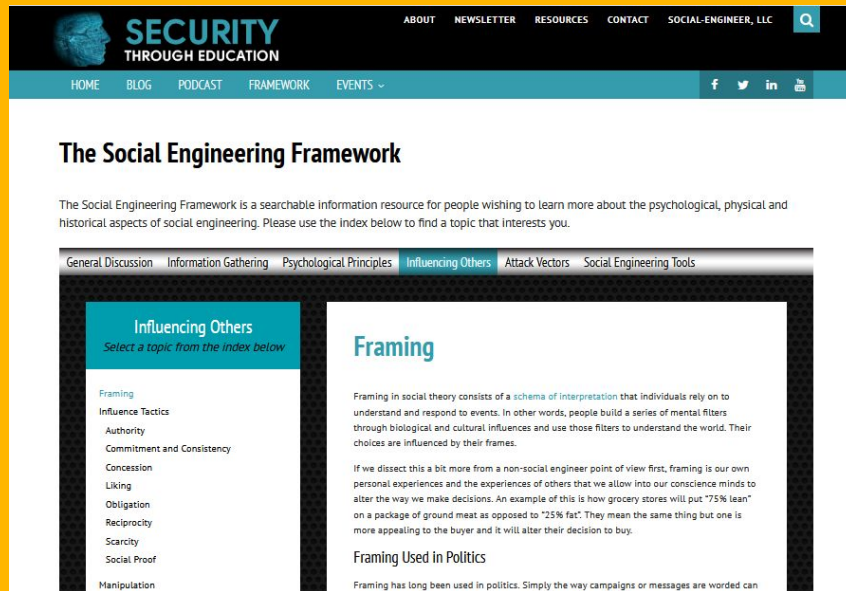 SECURITY
THROUGH EDUCATION
ABOUT NEWSLETTER RESOURCES CONTACT SOCIAL-ENGINEER, LLC
HOME BLOG PODCAST FRAMEWORK EVENTS
The Social Engineering Framework
The Social Engineering Framework is a searchable information resource for people wishing to learn more about the psychological, physical and
historical aspects of social engineering. Please use the index below to find a topic that interests you.
General Discussion Information Gathering Psychological Principles Influencing Others Attack Vectors Social Engineering Tools
Influencing Others
Select a topic from the index below
Framing
Influence Tactics
Authority
Commitment and Consistency
Concession
Liking
Obligation
Reciprocity
Scarcity
Social Proof
Manipulation
Framing
Framing in social theory consists of a schema of interpretation that individuals rely on to
understand and respond to events. In other words, people build a series of mental filters
through biological and cultural influences and use those filters to understand the world. Their
choices are influenced by their frames.
If we dissect this a bit more from a non-social engineer point of view first, framing is our own
personal experiences and the experiences of others that we allow into our conscience minds to
alter the way we make decisions. An example of this is how grocery stores will put "75% lean"
on a package of ground meat as opposed to "25% fat". They mean the same thing but one is
more appealing to the buyer and it will alter their decision to buy.
Framing Used in Politics
Framing has long been used in politics. Simply the way campaigns or messages are worded can